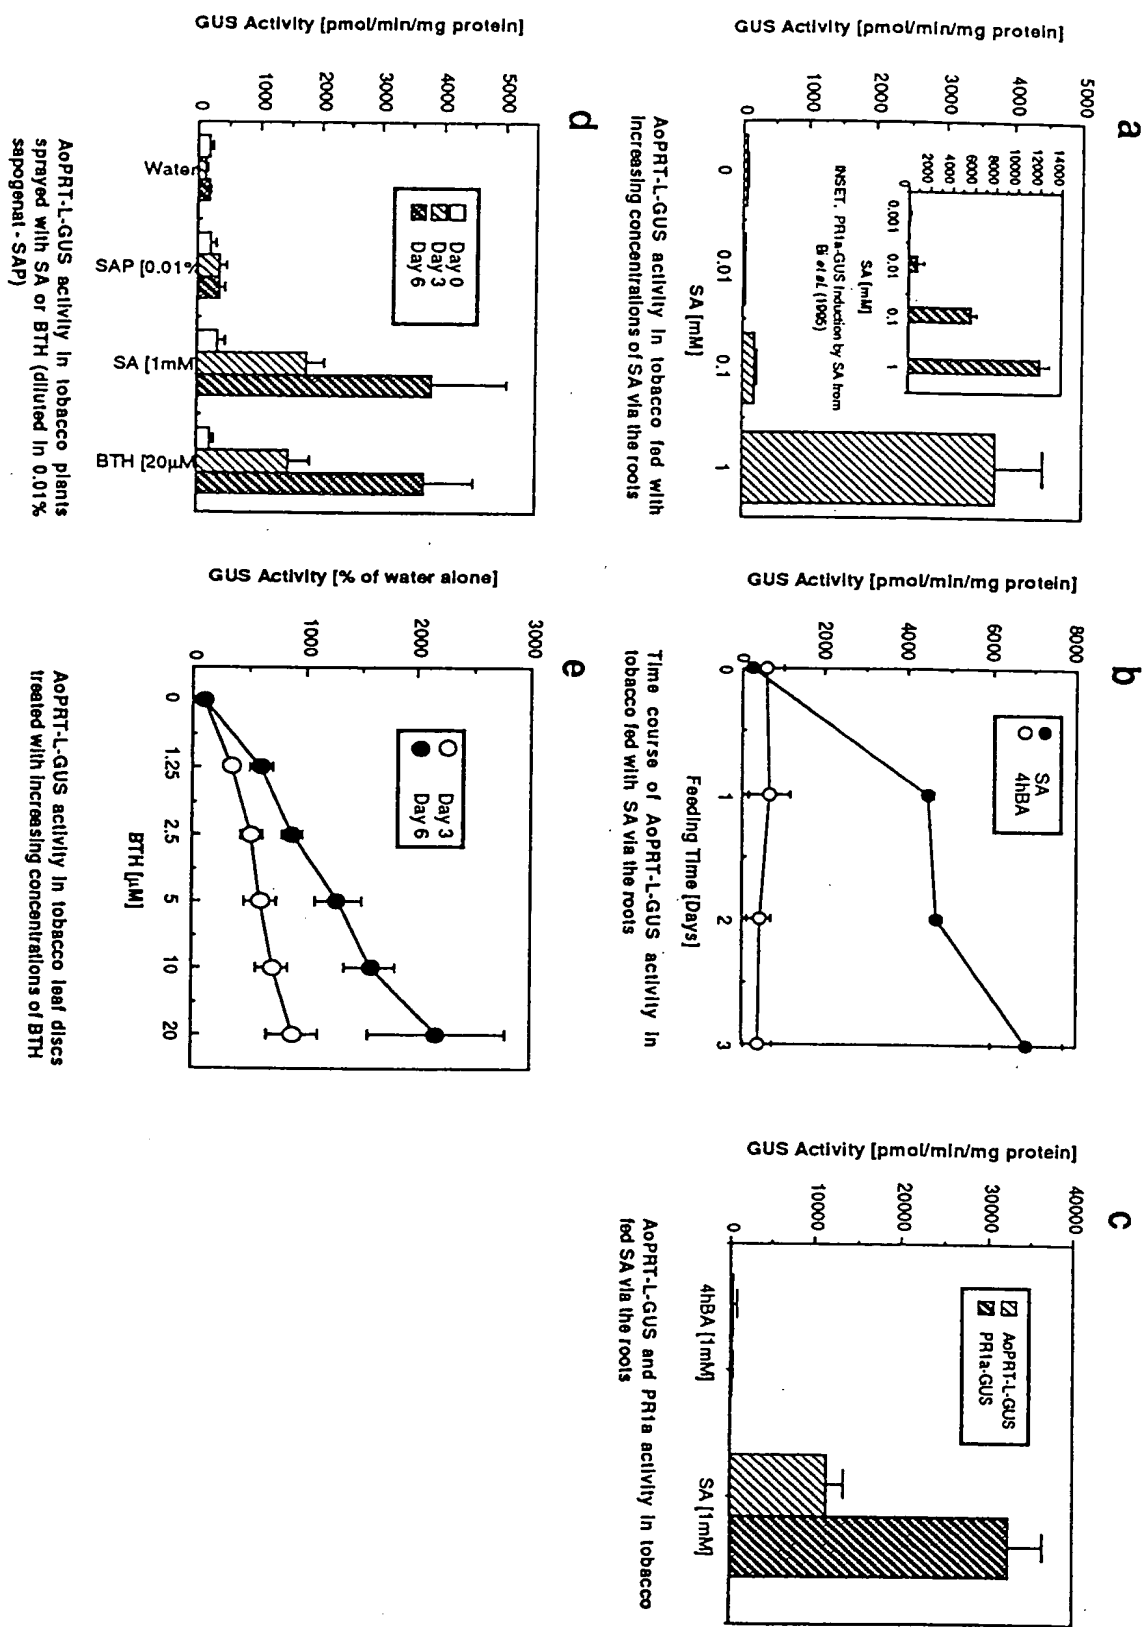 a
GUS Activity [pmol/min/mg protein]
5000
4000
3000
2000
1000
0
14000
12000
10000
8000
6000
4000
2000
0
0.001
0.01
0.1
1
SA [mM]
INSET. PR1a-GUS Induction by SA from
Bi et al. (1995)
0
0.01
0.1
1
SA [mM]
AoPRT-L-GUS activity in tobacco fed with
increasing concentrations of SA via the roots
b
GUS Activity [pmol/min/mg protein]
8000
6000
4000
2000
0
SA
4hBA
0
1
2
3
Feeding Time [Days]
Time course of AoPRT-L-GUS activity in
tobacco fed with SA via the roots
c
GUS Activity [pmol/min/mg protein]
40000
30000
20000
10000
0
AoPRT-L-GUS
PR1a-GUS
4hBA [1mM]
SA [1mM]
AoPRT-L-GUS and PR1a activity in tobacco
fed SA via the roots
d
GUS Activity [pmol/min/mg protein]
5000
4000
3000
2000
1000
0
Day 0
Day 3
Day 6
Water
SAP [0.01%
SA [1mM
BTH [20µM
AoPRT-L-GUS activity in tobacco plants
sprayed with SA or BTH (diluted in 0.01%
sapogenat - SAP)
e
GUS Activity [% of water alone]
3000
2000
1000
0
Day 3
Day 6
0
1.25
2.5
5
10
20
BTH [µM]
AoPRT-L-GUS activity in tobacco leaf discs
treated with increasing concentrations of BTH